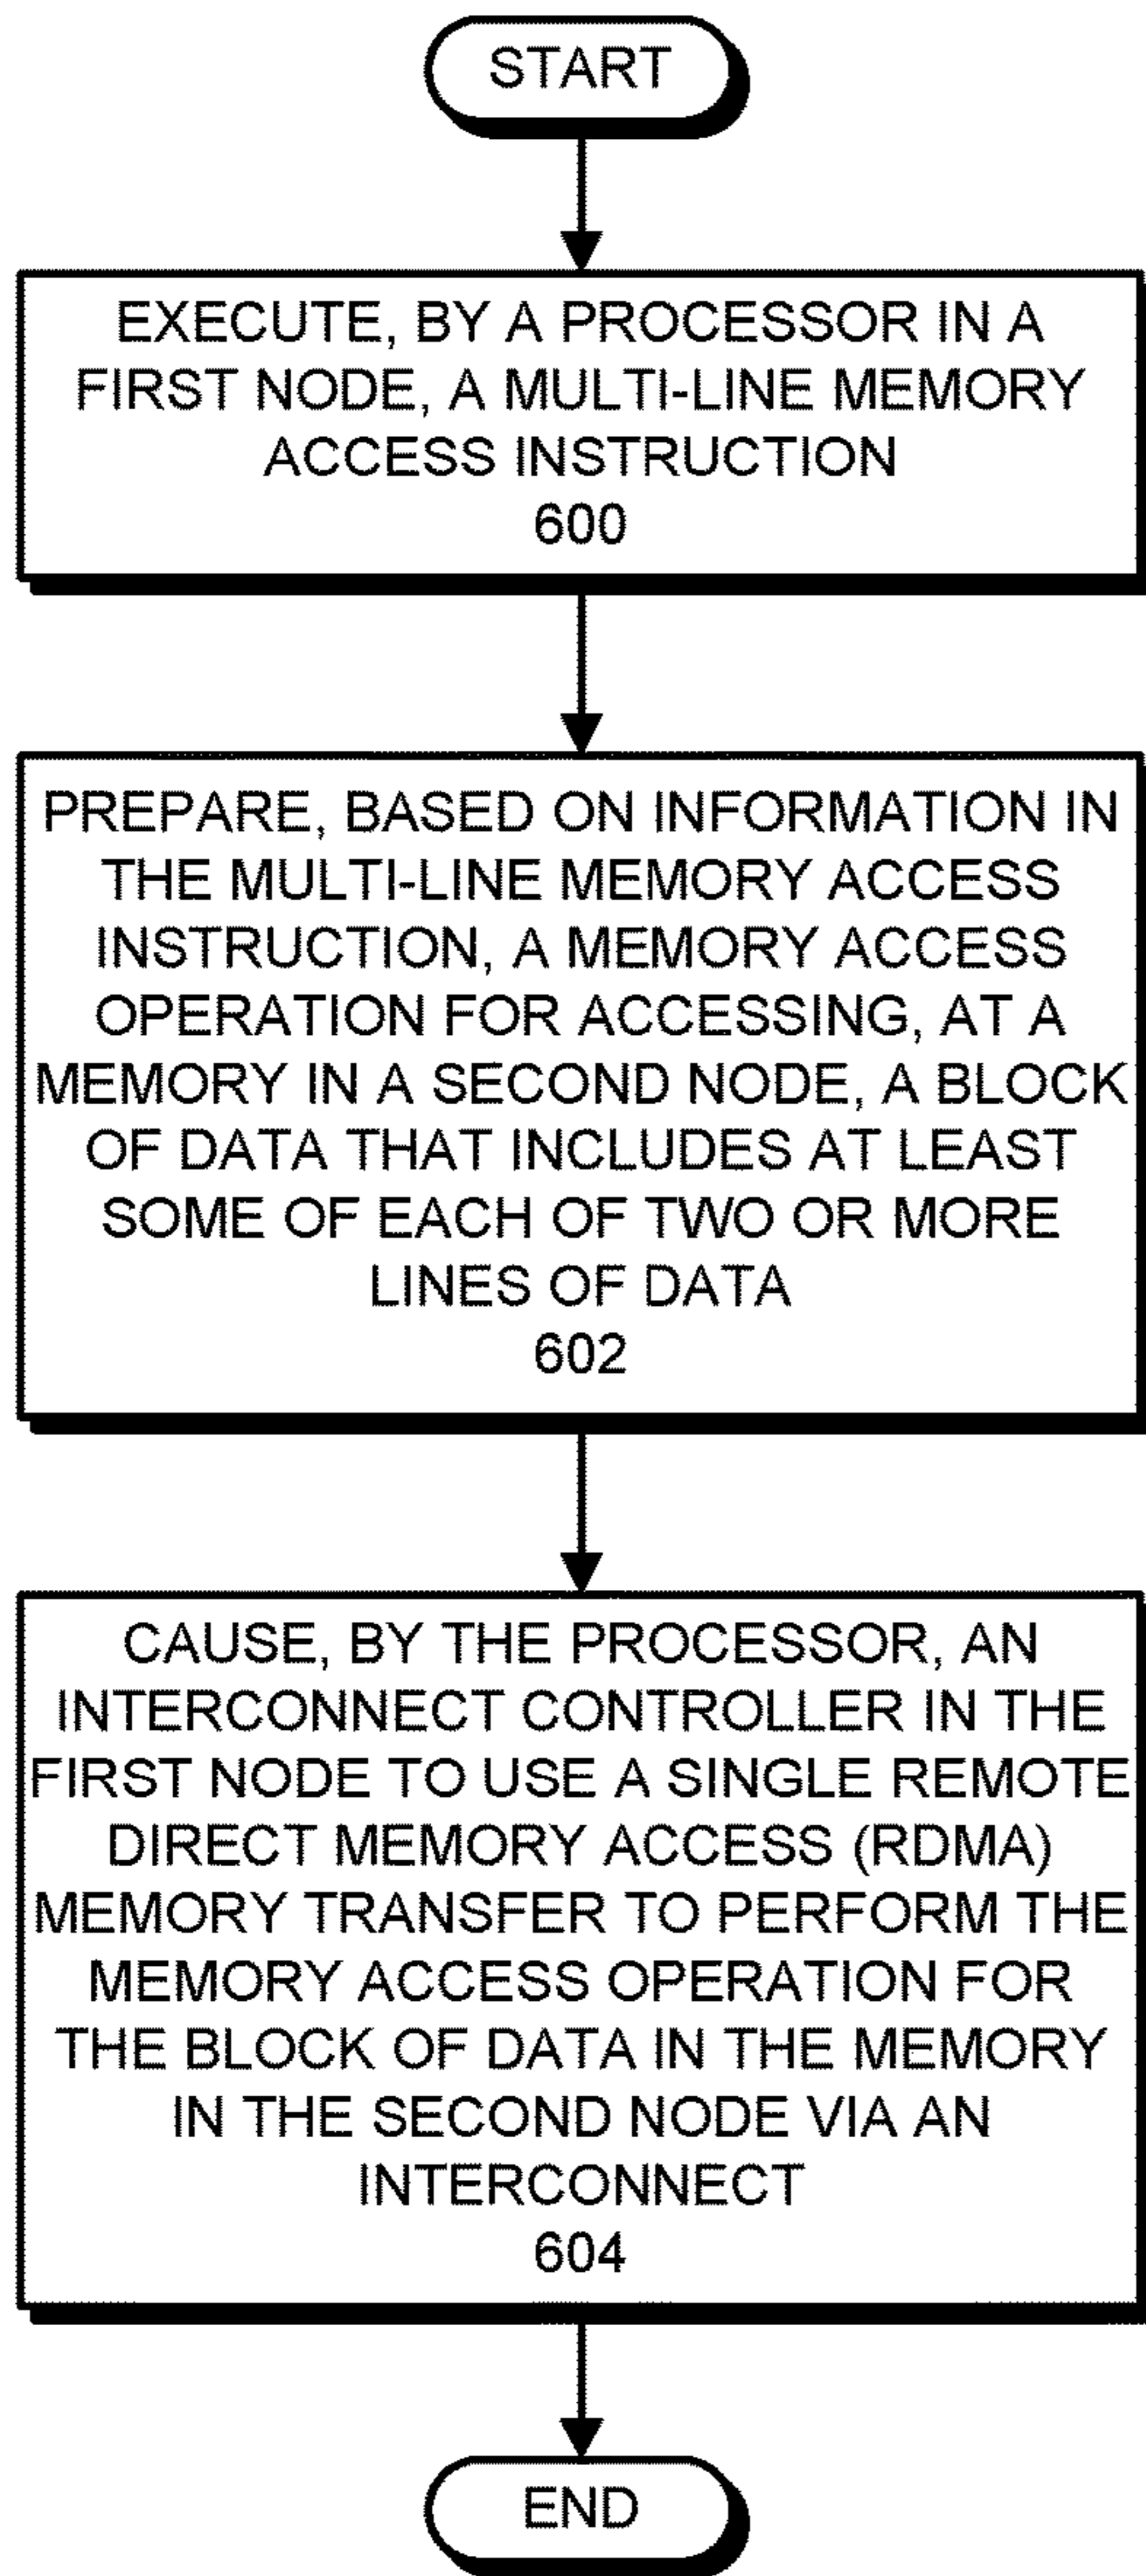 START
EXECUTE, BY A PROCESSOR IN A
FIRST NODE, A MULTI-LINE MEMORY
ACCESS INSTRUCTION
600
PREPARE, BASED ON INFORMATION IN
THE MULTI-LINE MEMORY ACCESS
INSTRUCTION, A MEMORY ACCESS
OPERATION FOR ACCESSING, AT A
MEMORY IN A SECOND NODE, A BLOCK
OF DATA THAT INCLUDES AT LEAST
SOME OF EACH OF TWO OR MORE
LINES OF DATA
602
CAUSE, BY THE PROCESSOR, AN
INTERCONNECT CONTROLLER IN THE
FIRST NODE TO USE A SINGLE REMOTE
DIRECT MEMORY ACCESS (RDMA)
MEMORY TRANSFER TO PERFORM THE
MEMORY ACCESS OPERATION FOR
THE BLOCK OF DATA IN THE MEMORY
IN THE SECOND NODE VIA AN
INTERCONNECT
604
END